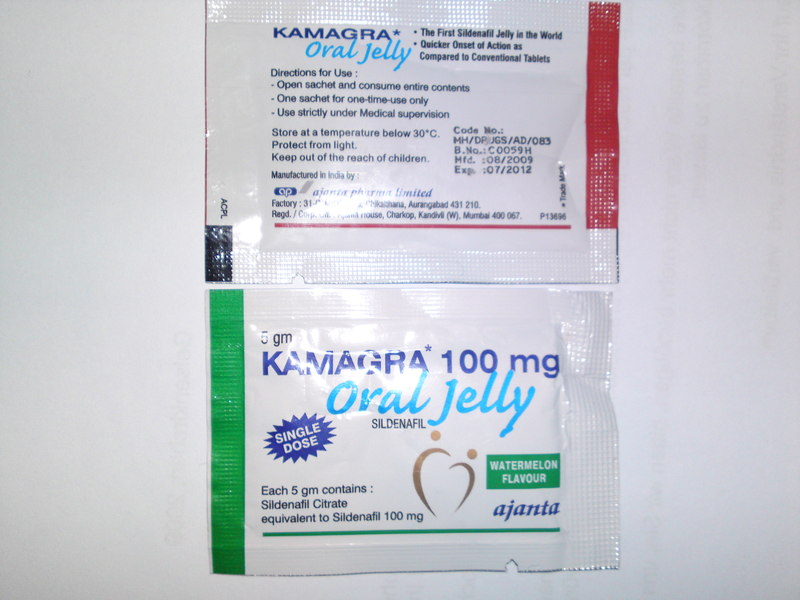 KAMAGRA*
Oral Jelly
• The First Sildenafil Jelly in the World
• Quicker Onset of Action as
Compared to Conventional Tablets
Directions for Use :
- Open sachet and consume entire contents
- One sachet for one-time-use only
- Use strictly under Medical supervision
Store at a temperature below 30°C.
Protect from light.
Keep out of the reach of children.
Code No.:
MH/DRUGS/AD/083
B.No.:C0059H
Mfd. :08/2009
Exp. :07/2012
Manufactured in India by :
ap ajanta pharma limited
Factory : Chikalthana, Aurangabad 431 210.
Regd. / House, Charkop, Kandivli (W), Mumbai 400 067.
P13696
* Trade Mark
ACPL
5 gm
KAMAGRA* 100 mg
Oral Jelly
SILDENAFIL
SINGLE
DOSE
WATERMELON
FLAVOUR
Each 5 gm contains :
Sildenafil Citrate
equivalent to Sildenafil 100 mg
ajanta